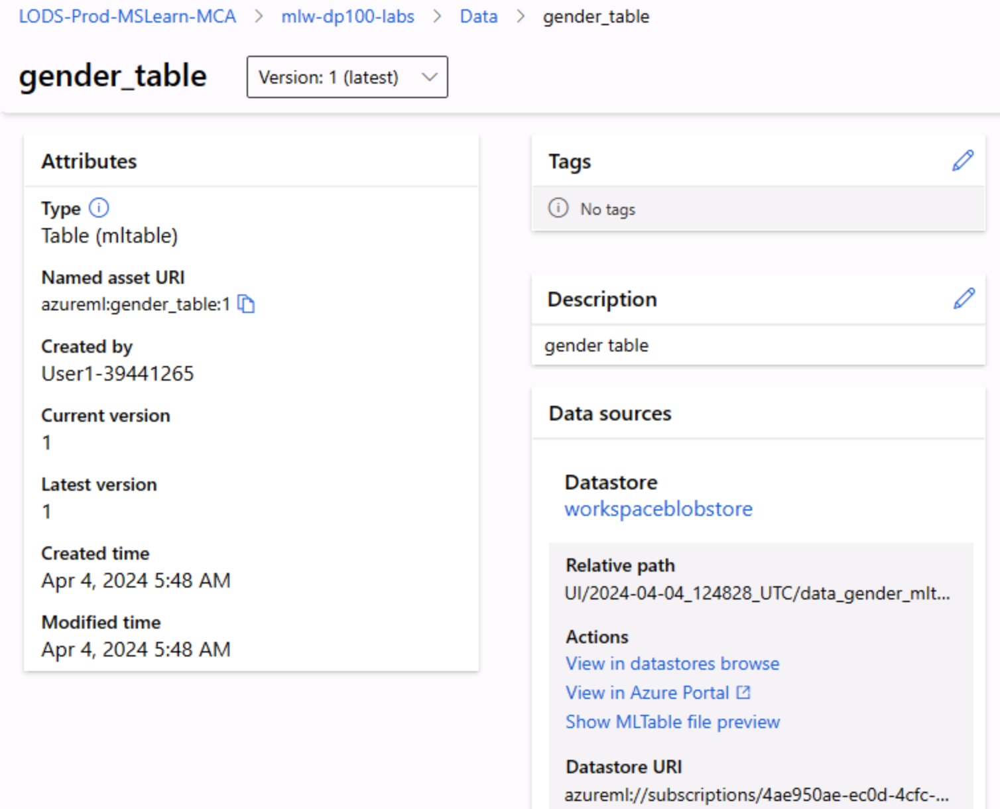 LODS-Prod-MSLearn-MCA > mlw-dp100-labs > Data > gender_table
gender_table
Version: 1 (latest)
Attributes
Type
Table (mltable)
Named asset URI
azureml:gender_table:1
Created by
User1-39441265
Current version
1
Latest version
1
Created time
Apr 4, 2024 5:48 AM
Modified time
Apr 4, 2024 5:48 AM
Tags
No tags
Description
gender table
Data sources
Datastore
workspaceblobstore
Relative path
UI/2024-04-04_124828_UTC/data_gender_mlt...
Actions
View in datastores browse
View in Azure Portal
Show MLTable file preview
Datastore URI
azureml://subscriptions/4ae950ae-ec0d-4cfc-...